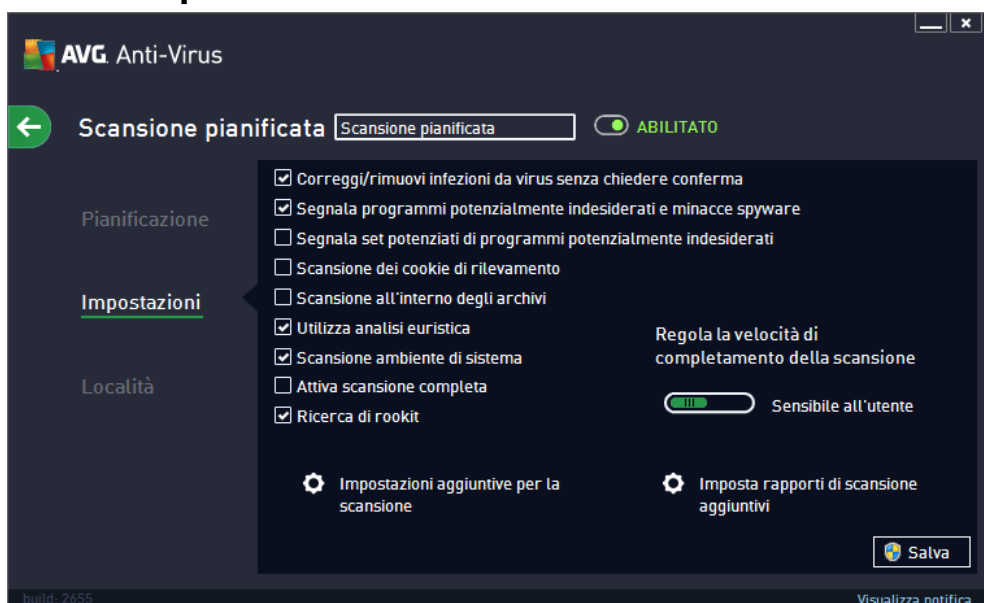 AVG. Anti-Virus
Scansione pianificata
Scansione pianificata
ABILITATO
Pianificazione
Impostazioni
Località
Correggi/rimuovi infezioni da virus senza chiedere conferma
Segnala programmi potenzialmente indesiderati e minacce spyware
Segnala set potenziati di programmi potenzialmente indesiderati
Scansione dei cookie di rilevamento
Scansione all'interno degli archivi
Utilizza analisi euristica
Scansione ambiente di sistema
Attiva scansione completa
Ricerca di rookit
Regola la velocità di
completamento della scansione
Sensibile all'utente
Impostazioni aggiuntive per la
scansione
Imposta rapporti di scansione
aggiuntivi
Salva
build: 2655
Visualizza notifica